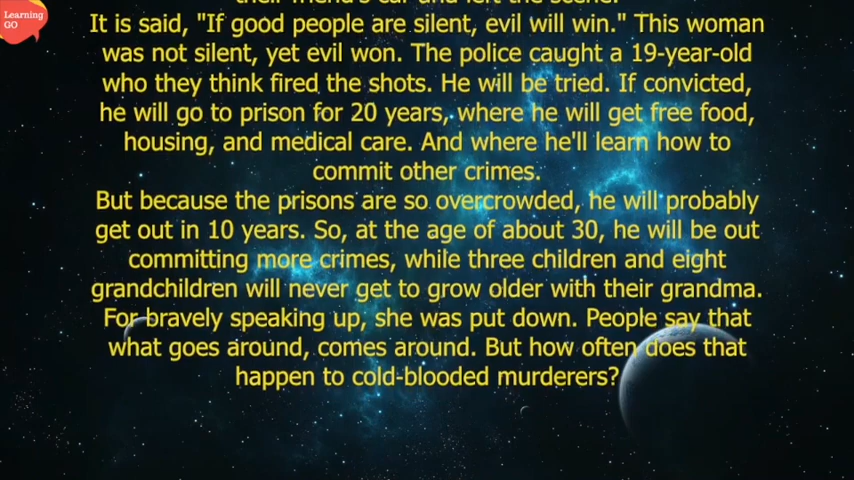 Learning
GO
their friend's car and left the scene.
It is said, "If good people are silent, evil will win." This woman
was not silent, yet evil won. The police caught a 19-year-old
who they think fired the shots. He will be tried. If convicted,
he will go to prison for 20 years, where he will get free food,
housing, and medical care. And where he'll learn how to
commit other crimes.
But because the prisons are so overcrowded, he will probably
get out in 10 years. So, at the age of about 30, he will be out
committing more crimes, while three children and eight
grandchildren will never get to grow older with their grandma.
For bravely speaking up, she was put down. People say that
what goes around, comes around. But how often does that
happen to cold-blooded murderers?